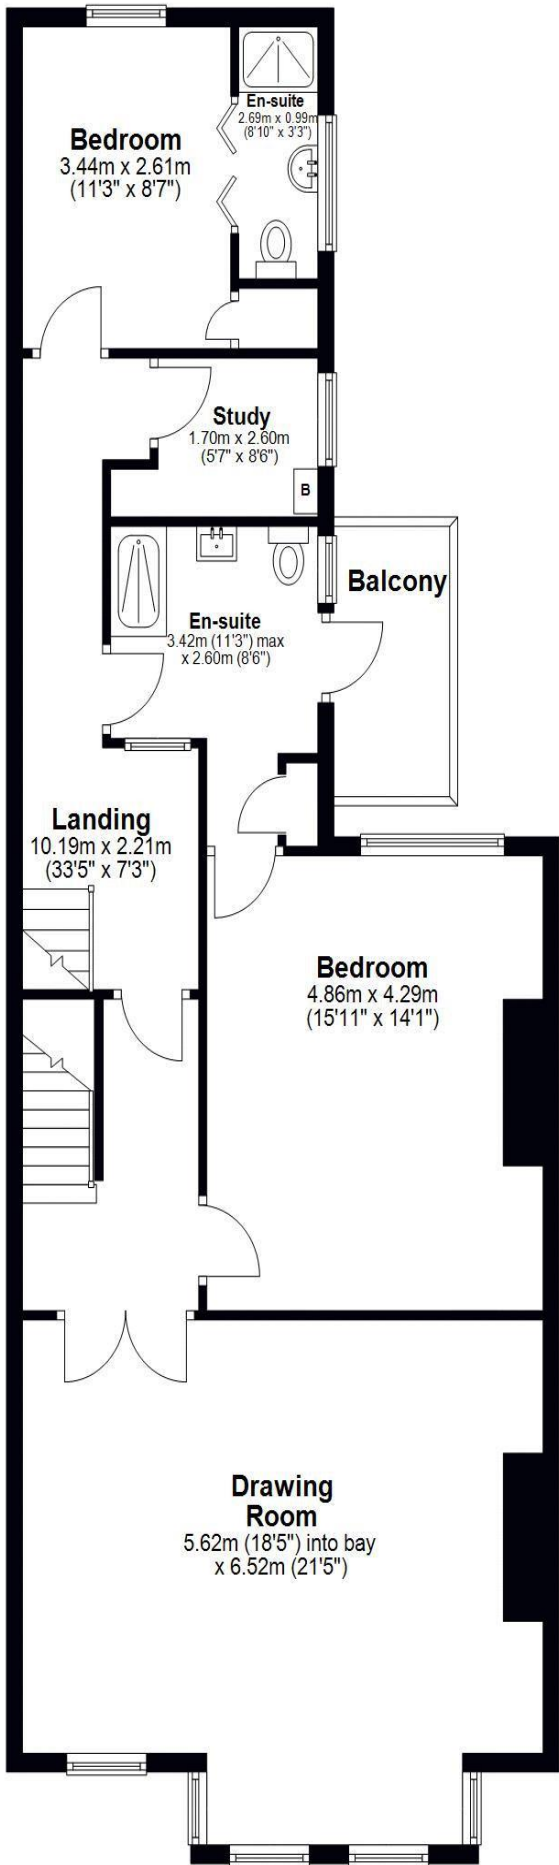 En-suite
2.69m x 0.99m
(8'10" x 3'3")
Bedroom
3.44m x 2.61m
(11'3" x 8'7")
Study
1.70m x 2.60m
(5'7" x 8'6")
B
Balcony
En-suite
3.42m (11'3") max
x 2.60m (8'6")
Landing
10.19m x 2.21m
(33'5" x 7'3")
Bedroom
4.86m x 4.29m
(15'11" x 14'1")
Drawing
Room
5.62m (18'5") into bay
x 6.52m (21'5")